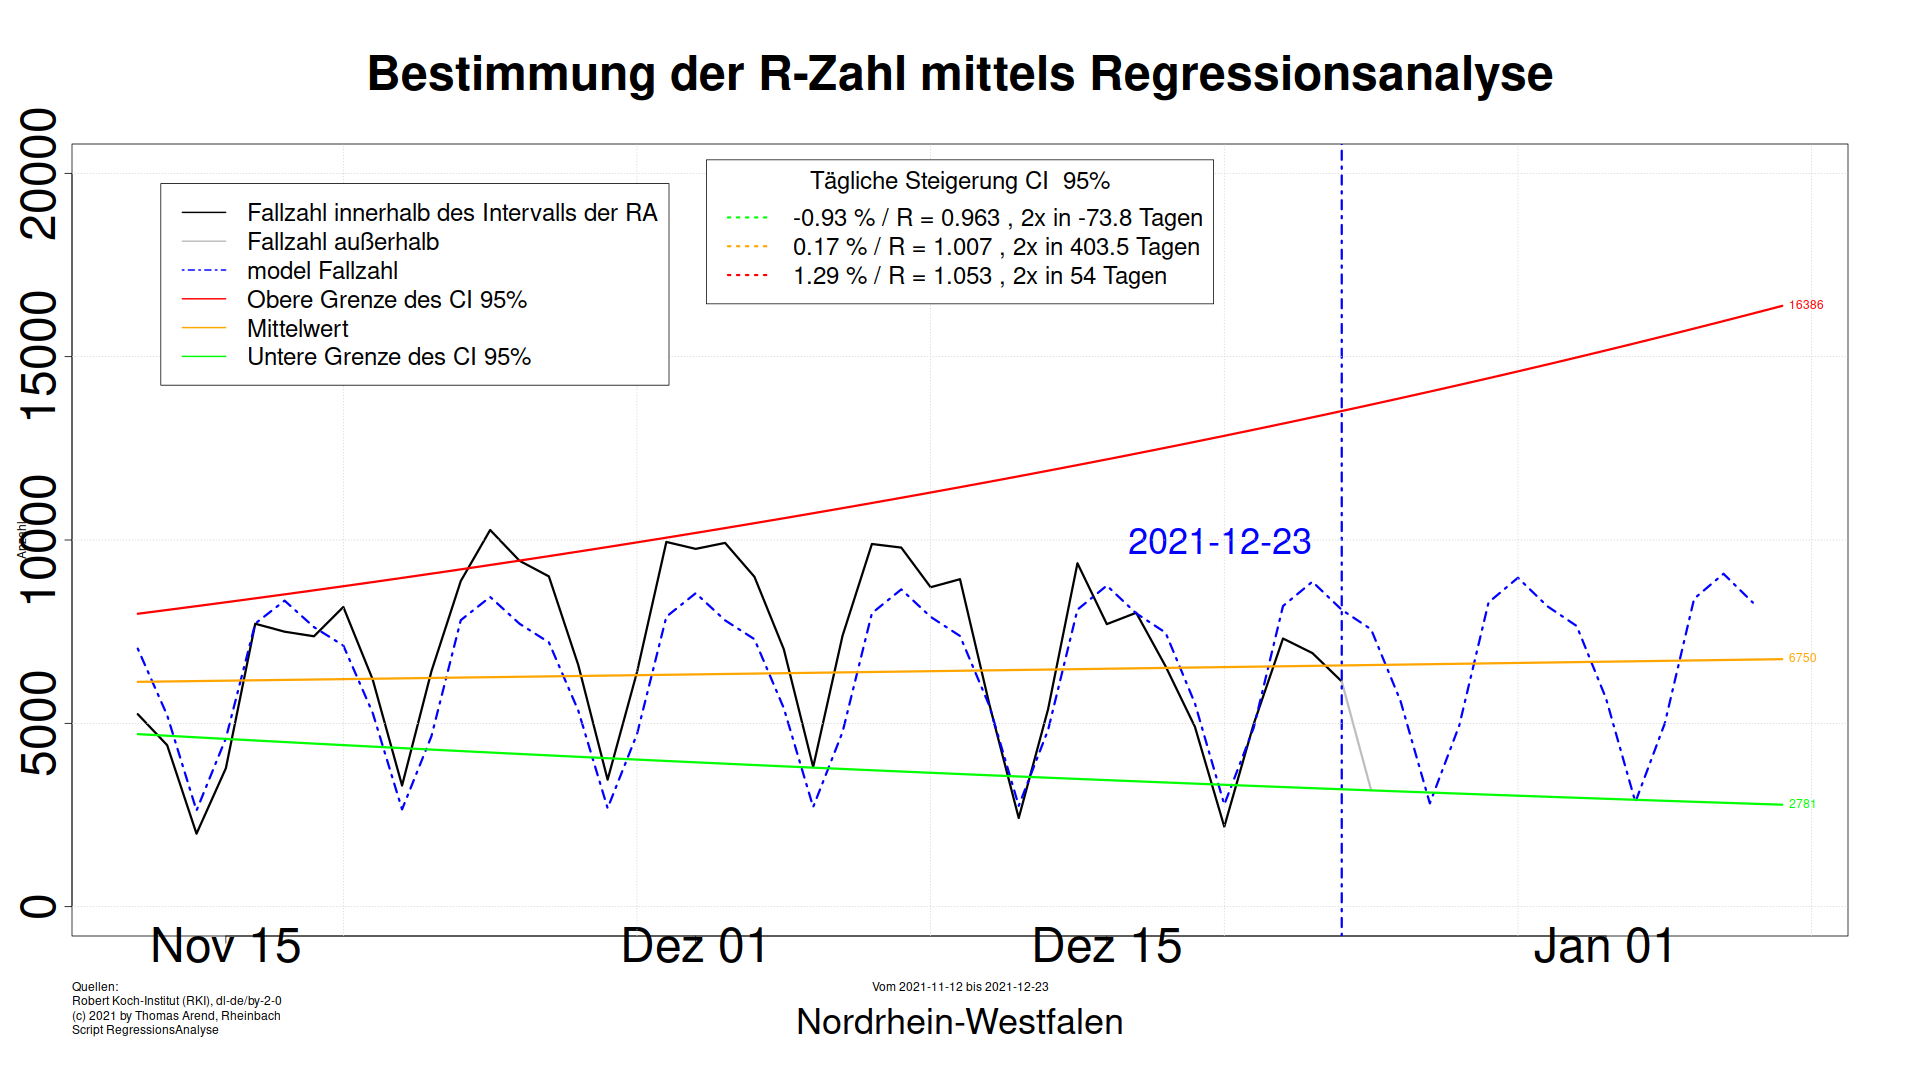 Bestimmung der R-Zahl mittels Regressionsanalyse
Anzahl
20000
15000
10000
5000
0
Fallzahl innerhalb des Intervalls der RA
Fallzahl außerhalb
model Fallzahl
Obere Grenze des CI 95%
Mittelwert
Untere Grenze des CI 95%
Tägliche Steigerung CI  95%
-0.93 % / R = 0.963 , 2x in -73.8 Tagen
0.17 % / R = 1.007 , 2x in 403.5 Tagen
1.29 % / R = 1.053 , 2x in 54 Tagen
16386
2021-12-23
6750
2781
Nov 15
Dez 01
Dez 15
Jan 01
Quellen:
Robert Koch-Institut (RKI), dl-de/by-2-0
(c) 2021 by Thomas Arend, Rheinbach
Script RegressionsAnalyse
Vom 2021-11-12 bis 2021-12-23
Nordrhein-Westfalen